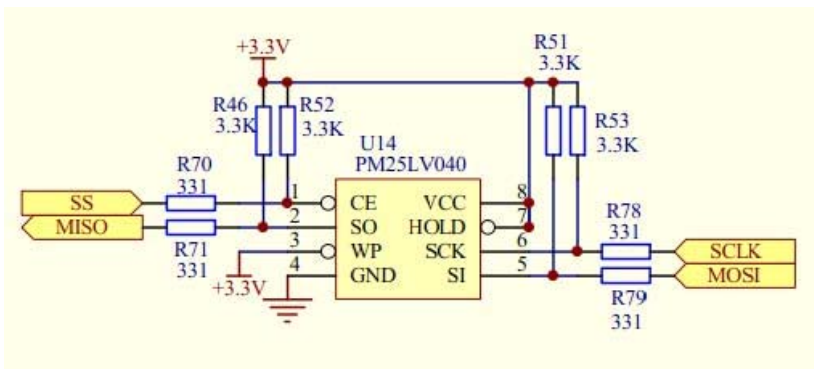 +3.3V
R51
3.3K
R46
3.3K
R52
3.3K
R53
3.3K
U14
PM25LV040
R70
331
SS
1
CE
VCC
8
MISO
2
SO
HOLD
7
R71
331
3
WP
SCK
6
R78
331
SCLK
+3.3V
4
GND
SI
5
MOSI
R79
331